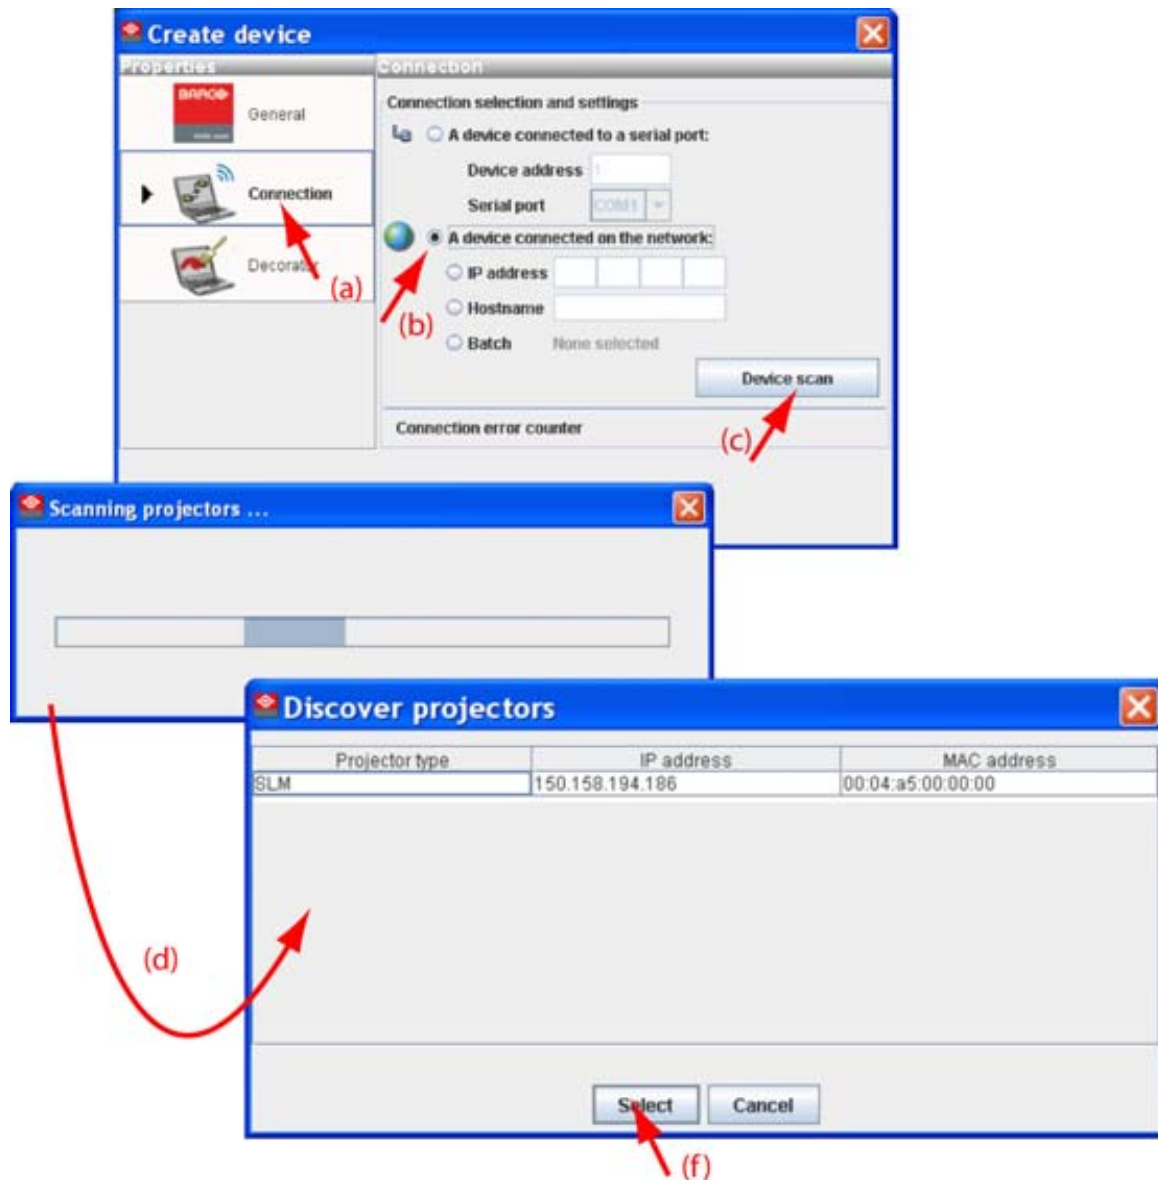 Create device
Properties
Connection
BARCO
General
Connection selection and settings
A device connected to a serial port:
Device address 1
Connection
Serial port COM1
A device connected on the network:
Decorator
IP address
(a)
Hostname
(b)
Batch None selected
Device scan
Connection error counter
(c)
Scanning projectors ...
Discover projectors
Projector type IP address MAC address
SLM 150.158.194.186 00:04:a5:00:00:00
(d)
Select Cancel
(f)